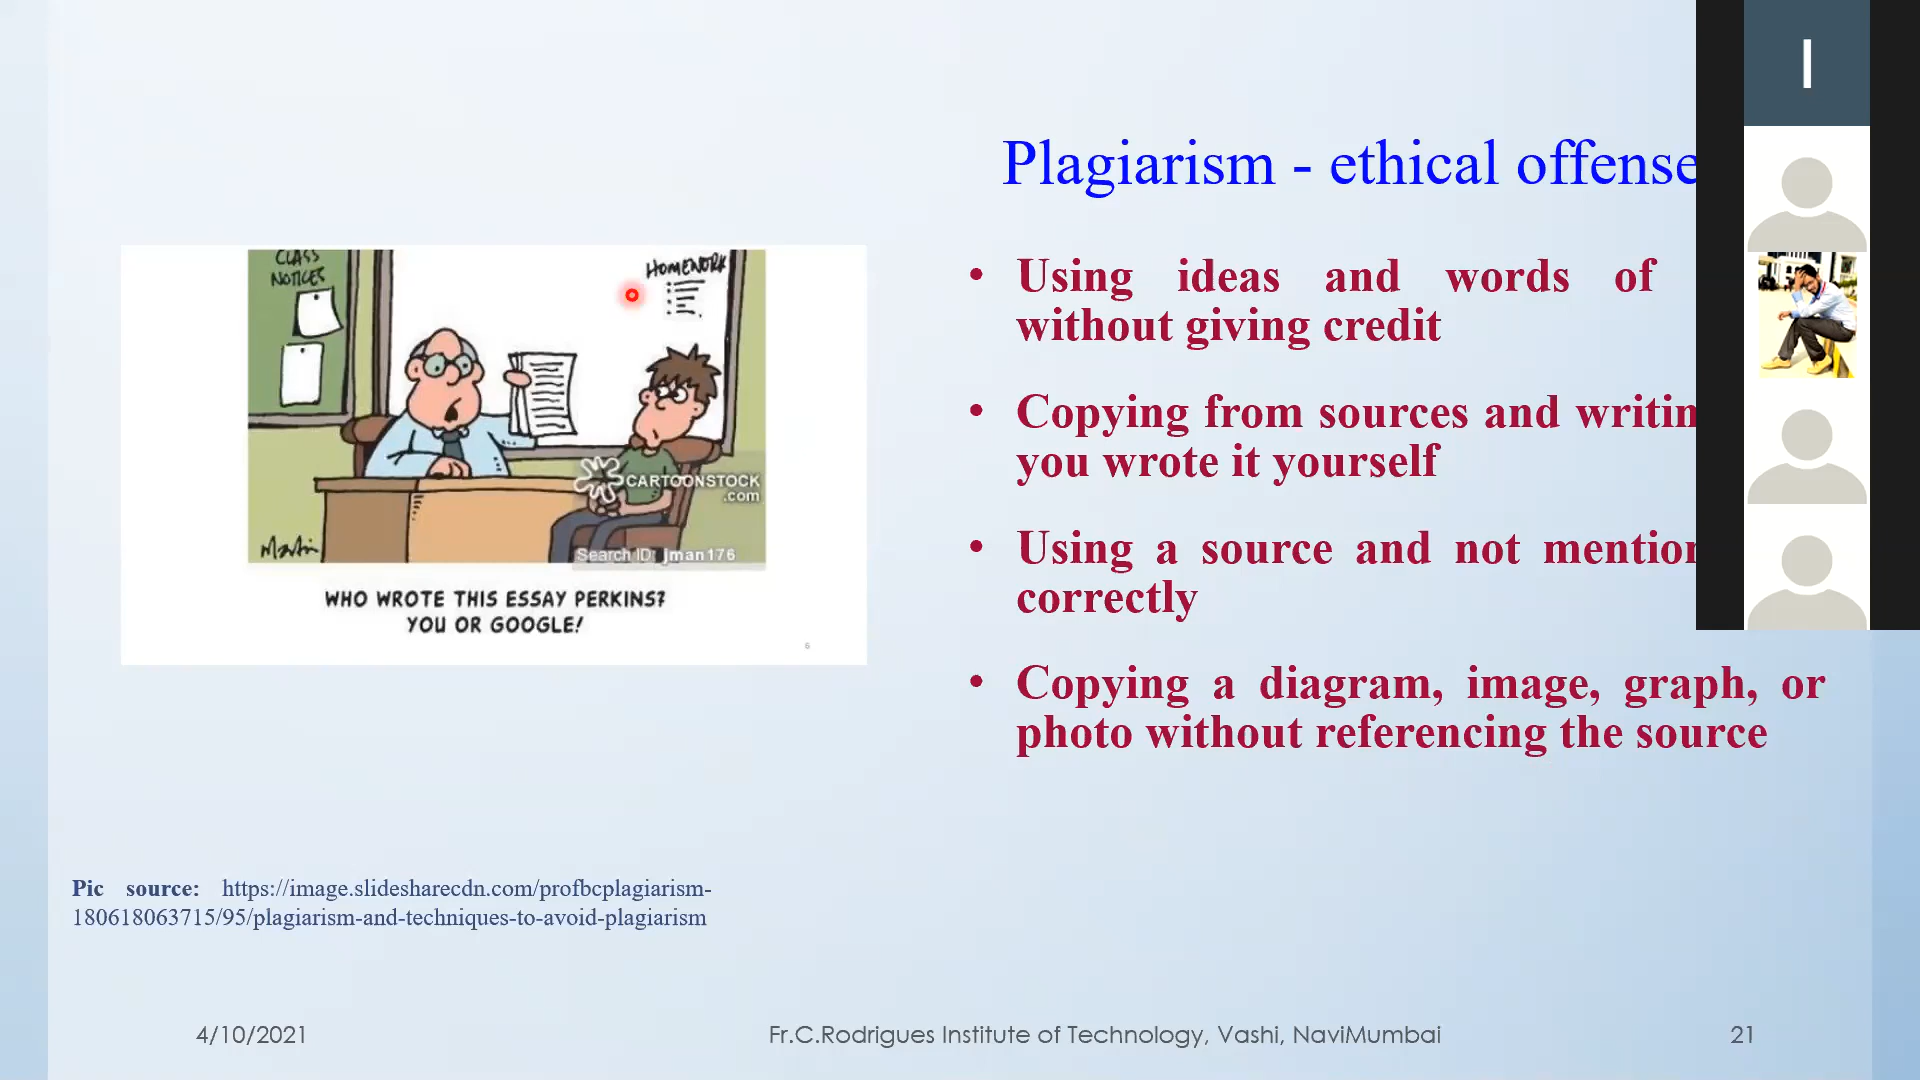 Plagiarism - ethical offense
CLASS
NOTICES
HOMEWORK
CARTOONSTOCK
.com
Martin
Search ID: jman176
WHO WROTE THIS ESSAY PERKINS?
YOU OR GOOGLE!
6
• Using ideas and words of
without giving credit
• Copying from sources and
you wrote it yourself
• Using a source and not
correctly
• Copying a diagram, image, graph, or
photo without referencing the source
Pic source: https://image.slidesharecdn.com/profbcplagiarism-
180618063715/95/plagiarism-and-techniques-to-avoid-plagiarism
4/10/2021
Fr.C.Rodrigues Institute of Technology, Vashi, NaviMumbai
21